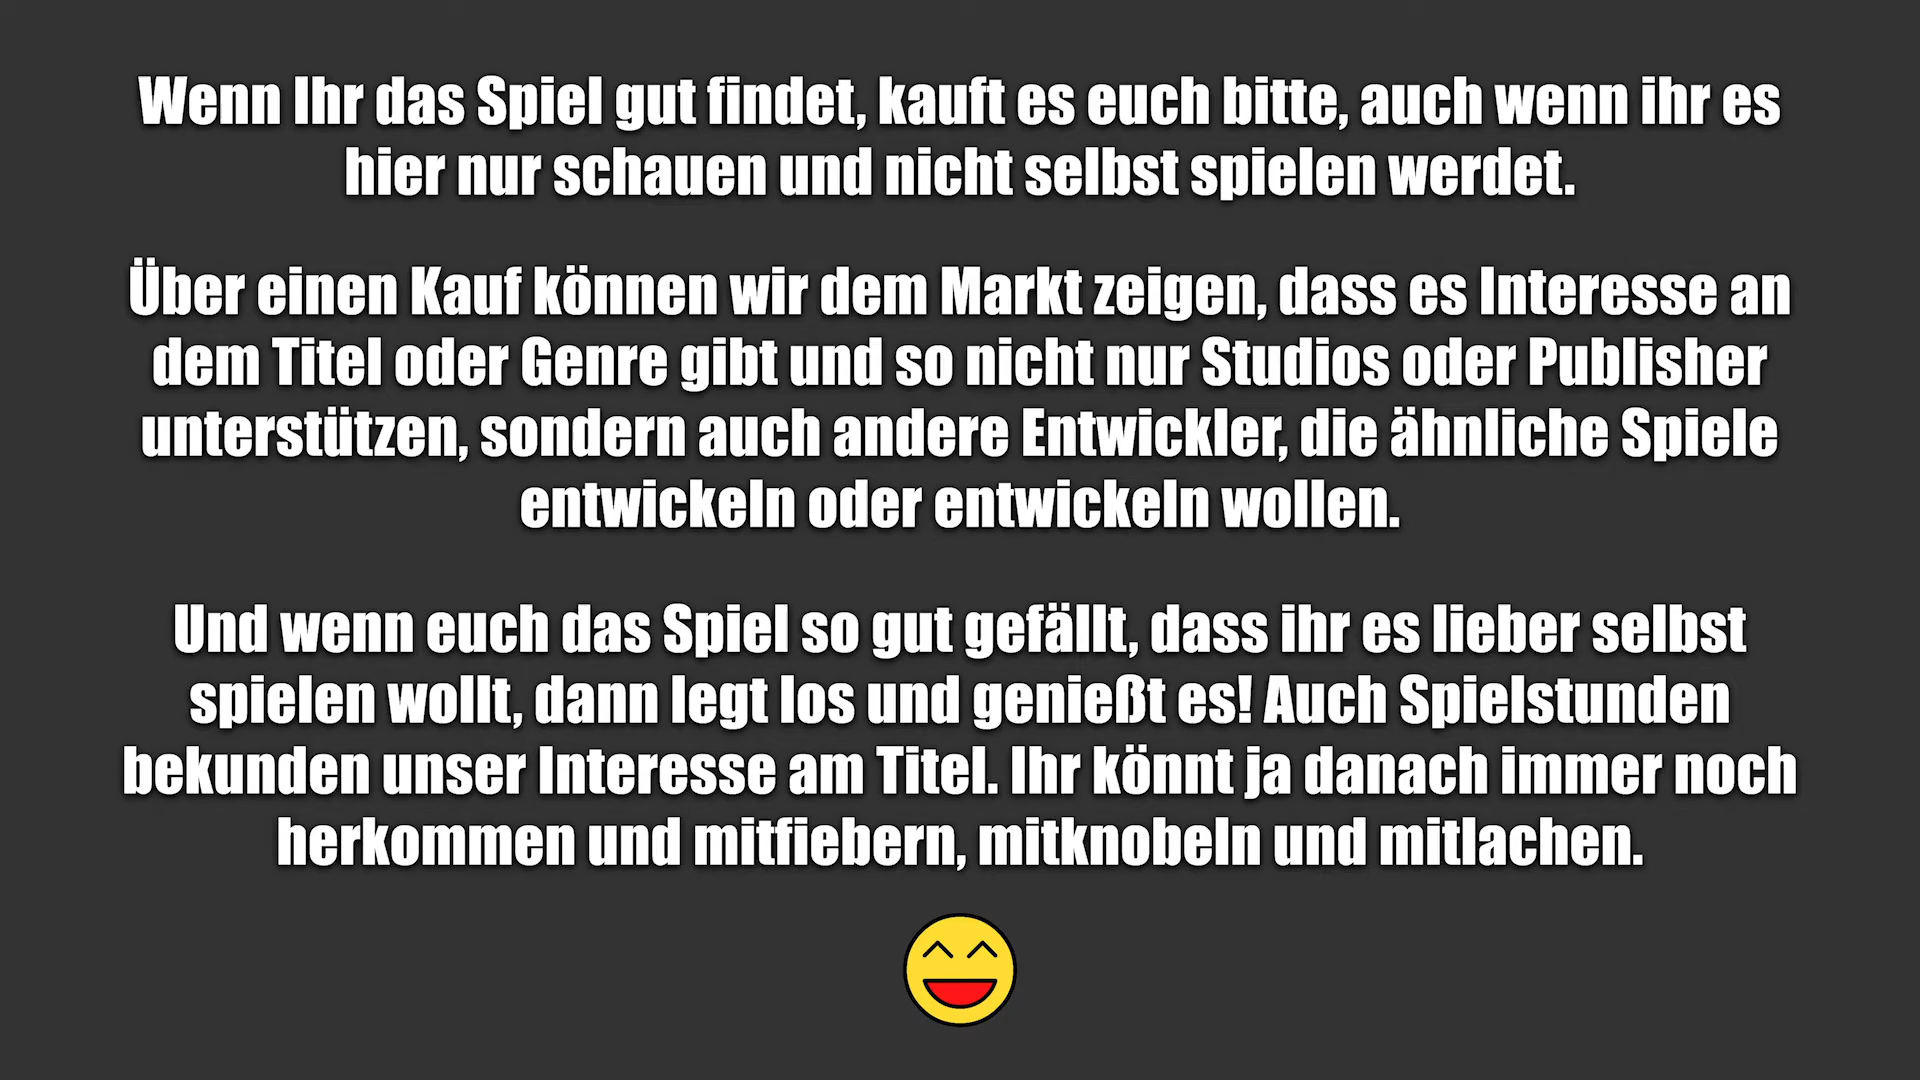 Wenn Ihr das Spiel gut findet, kauft es euch bitte, auch wenn ihr es
hier nur schauen und nicht selbst spielen werdet.
Über einen Kauf können wir dem Markt zeigen, dass es Interesse an
dem Titel oder Genre gibt und so nicht nur Studios oder Publisher
unterstützen, sondern auch andere Entwickler, die ähnliche Spiele
entwickeln oder entwickeln wollen.
Und wenn euch das Spiel so gut gefällt, dass ihr es lieber selbst
spielen wollt, dann legt los und genießt es! Auch Spielstunden
bekunden unser Interesse am Titel. Ihr könnt ja danach immer noch
herkommen und mitfiebern, mitknobeln und mitlachen.